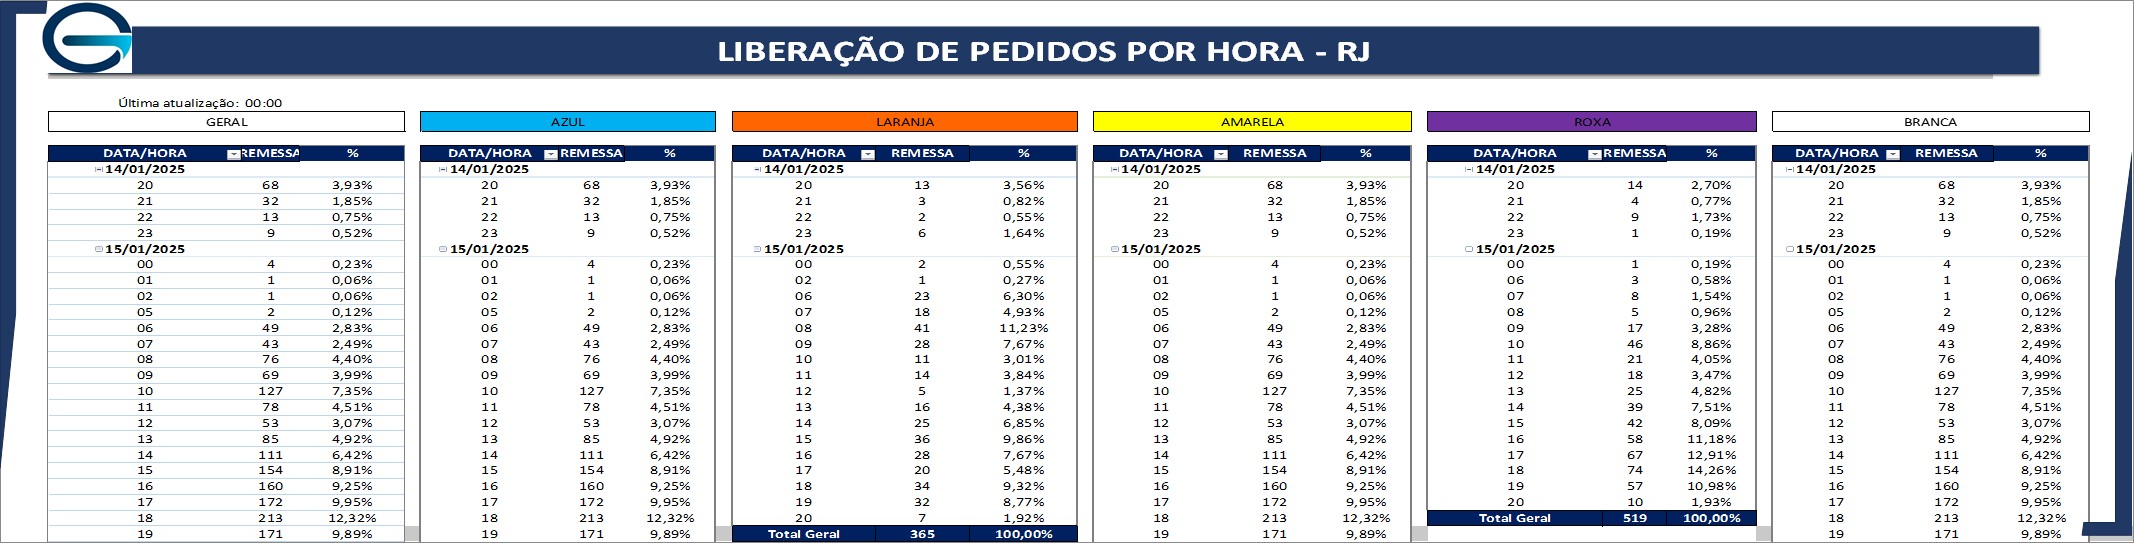 LIBERAÇÃO DE PEDIDOS POR HORA - RJ
Última atualização: 00:00
GERAL
DATA/HORA REMESSA %
14/01/2025
20 68 3,93%
21 32 1,85%
22 13 0,75%
23 9 0,52%
15/01/2025
00 4 0,23%
01 1 0,06%
02 1 0,06%
05 2 0,12%
06 49 2,83%
07 43 2,49%
08 76 4,40%
09 69 3,99%
10 127 7,35%
11 78 4,51%
12 53 3,07%
13 85 4,92%
14 111 6,42%
15 154 8,91%
16 160 9,25%
17 172 9,95%
18 213 12,32%
19 171 9,89%
AZUL
DATA/HORA REMESSA %
14/01/2025
20 68 3,93%
21 32 1,85%
22 13 0,75%
23 9 0,52%
15/01/2025
00 4 0,23%
01 1 0,06%
02 1 0,06%
05 2 0,12%
06 49 2,83%
07 43 2,49%
08 76 4,40%
09 69 3,99%
10 127 7,35%
11 78 4,51%
12 53 3,07%
13 85 4,92%
14 111 6,42%
15 154 8,91%
16 160 9,25%
17 172 9,95%
18 213 12,32%
19 171 9,89%
LARANJA
DATA/HORA REMESSA %
14/01/2025
20 13 3,56%
21 3 0,82%
22 2 0,55%
23 6 1,64%
15/01/2025
00 2 0,55%
02 1 0,27%
06 23 6,30%
07 18 4,93%
08 41 11,23%
09 28 7,67%
10 11 3,01%
11 14 3,84%
12 5 1,37%
13 16 4,38%
14 25 6,85%
15 36 9,86%
16 28 7,67%
17 20 5,48%
18 34 9,32%
19 32 8,77%
20 7 1,92%
Total Geral 365 100,00%
AMARELA
DATA/HORA REMESSA %
14/01/2025
20 68 3,93%
21 32 1,85%
22 13 0,75%
23 9 0,52%
15/01/2025
00 4 0,23%
01 1 0,06%
02 1 0,06%
05 2 0,12%
06 49 2,83%
07 43 2,49%
08 76 4,40%
09 69 3,99%
10 127 7,35%
11 78 4,51%
12 53 3,07%
13 85 4,92%
14 111 6,42%
15 154 8,91%
16 160 9,25%
17 172 9,95%
18 213 12,32%
19 171 9,89%
ROXA
DATA/HORA REMESSA %
14/01/2025
20 14 2,70%
21 4 0,77%
22 9 1,73%
23 1 0,19%
15/01/2025
00 1 0,19%
06 3 0,58%
07 8 1,54%
08 5 0,96%
09 17 3,28%
10 46 8,86%
11 21 4,05%
12 18 3,47%
13 25 4,82%
14 39 7,51%
15 42 8,09%
16 58 11,18%
17 67 12,91%
18 74 14,26%
19 57 10,98%
20 10 1,93%
Total Geral 519 100,00%
BRANCA
DATA/HORA REMESSA %
14/01/2025
20 68 3,93%
21 32 1,85%
22 13 0,75%
23 9 0,52%
15/01/2025
00 4 0,23%
01 1 0,06%
02 1 0,06%
05 2 0,12%
06 49 2,83%
07 43 2,49%
08 76 4,40%
09 69 3,99%
10 127 7,35%
11 78 4,51%
12 53 3,07%
13 85 4,92%
14 111 6,42%
15 154 8,91%
16 160 9,25%
17 172 9,95%
18 213 12,32%
19 171 9,89%